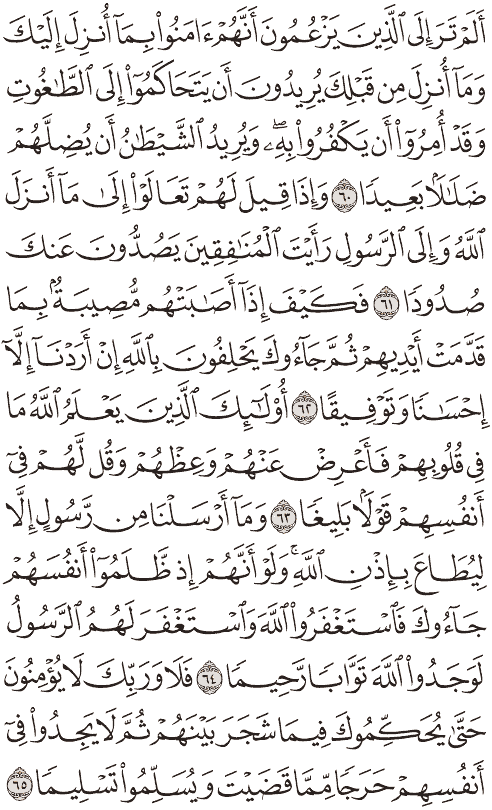 أَلَمْ تَرَ إِلَى ٱلَّذِينَ يَزْعُمُونَ أَنَّهُمْ ءَامَنُوا۟ بِمَآ أُنزِلَ إِلَيْكَ
وَمَآ أُنزِلَ مِن قَبْلِكَ يُرِيدُونَ أَن يَتَحَاكَمُوٓا۟ إِلَى ٱلطَّٰغُوتِ
وَقَدْ أُمِرُوٓا۟ أَن يَكْفُرُوا۟ بِهِۦۖ وَيُرِيدُ ٱلشَّيْطَٰنُ أَن يُضِلَّهُمْ
ضَلَٰلًۢا بَعِيدًا ٦٠ وَإِذَا قِيلَ لَهُمْ تَعَالَوْا۟ إِلَىٰ مَآ أَنزَلَ
ٱللَّهُ وَإِلَى ٱلرَّسُولِ رَأَيْتَ ٱلْمُنَٰفِقِينَ يَصُدُّونَ عَنكَ
صُدُودًا ٦١ فَكَيْفَ إِذَآ أَصَٰبَتْهُم مُّصِيبَةٌۢ بِمَا
قَدَّمَتْ أَيْدِيهِمْ ثُمَّ جَآءُوكَ يَحْلِفُونَ بِٱللَّهِ إِنْ أَرَدْنَآ إِلَّآ
إِحْسَٰنًا وَتَوْفِيقًا ٦٢ أُو۟لَٰٓئِكَ ٱلَّذِينَ يَعْلَمُ ٱللَّهُ مَا
فِى قُلُوبِهِمْ فَأَعْرِضْ عَنْهُمْ وَعِظْهُمْ وَقُل لَّهُمْ فِىٓ
أَنفُسِهِمْ قَوْلًۢا بَلِيغًا ٦٣ وَمَآ أَرْسَلْنَا مِن رَّسُولٍ إِلَّا
لِيُطَاعَ بِإِذْنِ ٱللَّهِۚ وَلَوْ أَنَّهُمْ إِذ ظَّلَمُوٓا۟ أَنفُسَهُمْ
جَآءُوكَ فَٱسْتَغْفَرُوا۟ ٱللَّهَ وَٱسْتَغْفَرَ لَهُمُ ٱلرَّسُولُ
لَوَجَدُوا۟ ٱللَّهَ تَوَّابًا رَّحِيمًا ٦٤ فَلَا وَرَبِّكَ لَا يُؤْمِنُونَ
حَتَّىٰ يُحَكِّمُوكَ فِيمَا شَجَرَ بَيْنَهُمْ ثُمَّ لَا يَجِدُوا۟ فِىٓ
أَنفُسِهِمْ حَرَجًا مِّمَّا قَضَيْتَ وَيُسَلِّمُوا۟ تَسْلِيمًا ٦٥